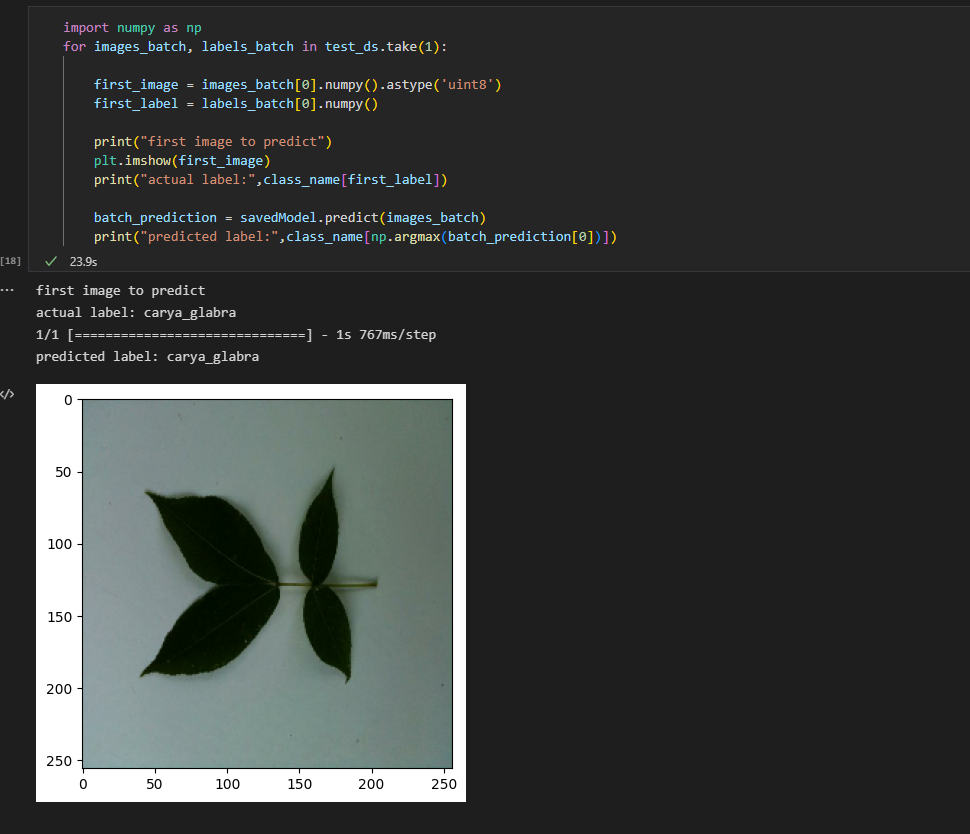 import numpy as np
for images_batch, labels_batch in test_ds.take(1):
first_image = images_batch[0].numpy().astype('uint8')
first_label = labels_batch[0].numpy()
print("first image to predict")
plt.imshow(first_image)
print("actual label:",class_name[first_label])
batch_prediction = savedModel.predict(images_batch)
print("predicted label:",class_name[np.argmax(batch_prediction[0])])
[18] 23.9s
first image to predict
actual label: carya_glabra
1/1 [==============================] - 1s 767ms/step
predicted label: carya_glabra
0
50
100
150
200
250
0 50 100 150 200 250